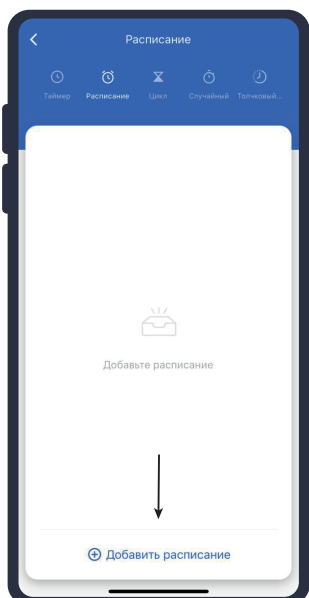 Расписание
Таймер Расписание Цикл Случайный Толчковый...
Добавьте расписание
Добавить расписание